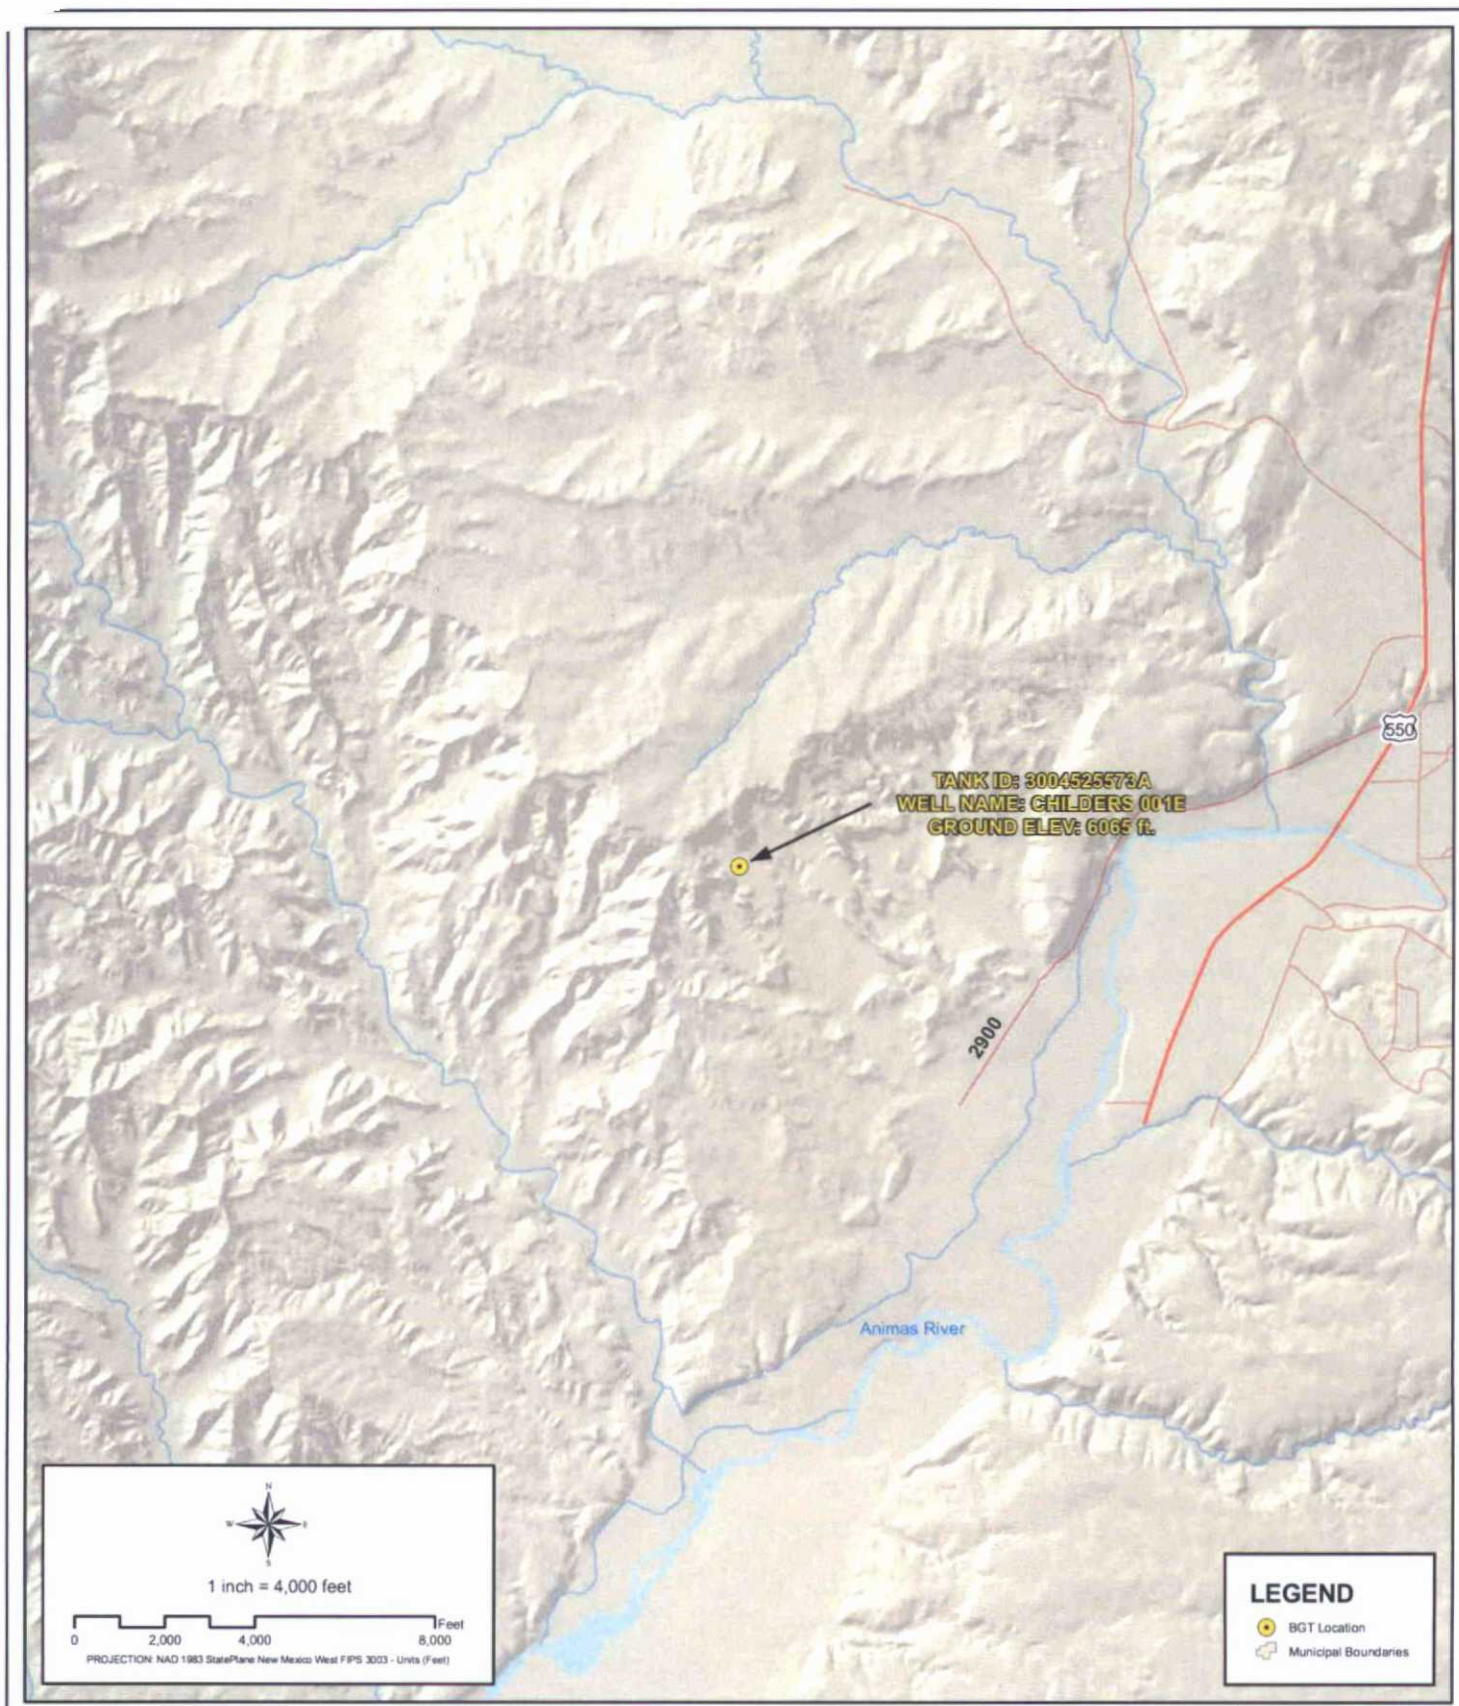 550
TANK ID: 3004525573A
WELL NAME: CHILDERS 001E
GROUND ELEV: 6065 ft.
2900
Animas River
N
W E
S
1 inch = 4,000 feet
Feet
0 2,000 4,000 8,000
PROJECTION: NAD 1983 StatePlane New Mexico West FIPS 3003 - Units (Feet)
LEGEND
BGT Location
Municipal Boundaries